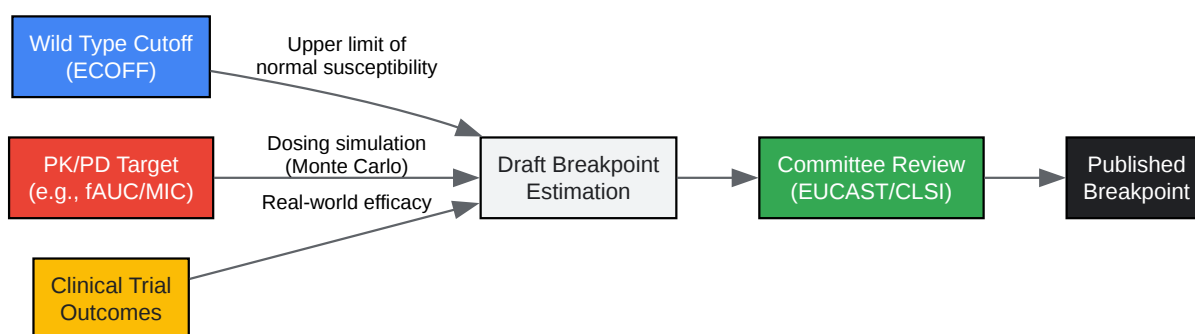 Wild Type Cutoff
(ECOFF)
Upper limit of
normal susceptibility
PK/PD Target
(e.g., fAUC/MIC)
Dosing simulation
(Monte Carlo)
Real-world efficacy
Clinical Trial
Outcomes
Draft Breakpoint
Estimation
Committee Review
(EUCAST/CLSI)
Published
Breakpoint